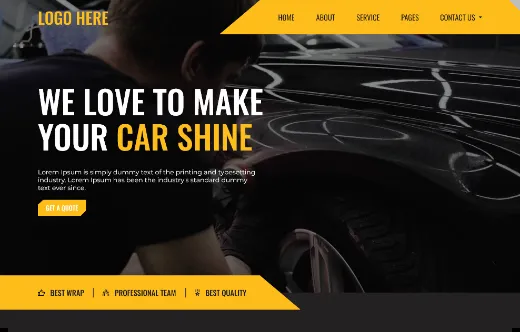 LOGO HERE
HOME ABOUT SERVICE PAGES CONTACT US
WE LOVE TO MAKE
YOUR CAR SHINE
Lorem Ipsum is simply dummy text of the printing and typesetting
industry. Lorem Ipsum has been the industry s standard dummy
text ever since.
GET A QUOTE
BEST WRAP PROFESSIONAL TEAM BEST QUALITY